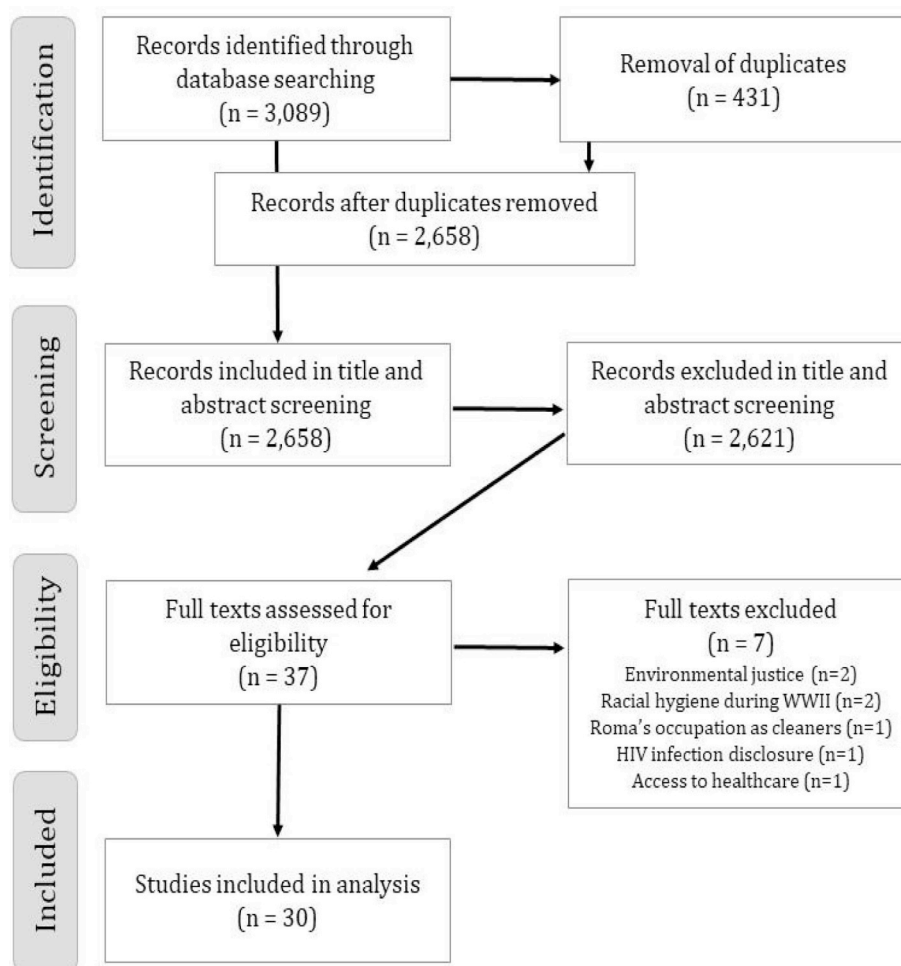 Identification
Records identified through
database searching
(n = 3,089)
Removal of duplicates
(n = 431)
Records after duplicates removed
(n = 2,658)
Screening
Records included in title and
abstract screening
(n = 2,658)
Records excluded in title and
abstract screening
(n = 2,621)
Eligibility
Full texts assessed for
eligibility
(n = 37)
Full texts excluded
(n = 7)
Environmental justice (n=2)
Racial hygiene during WWII (n=2)
Roma's occupation as cleaners (n=1)
HIV infection disclosure (n=1)
Access to healthcare (n=1)
Included
Studies included in analysis
(n = 30)